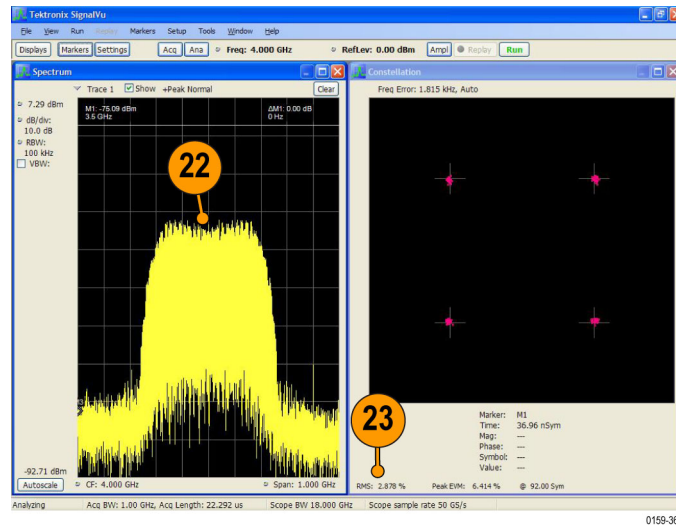 Tektronix SignalVu
File View Run Replay Markers Setup Tools Window Help
Displays Markers Settings Acq Ana Freq: 4.000 GHz RefLev: 0.00 dBm Ampl Replay Run
Spectrum
Trace 1 Show +Peak Normal Clear
7.29 dBm
dB/div:
10.0 dB
RBW:
100 kHz
VBW:
M1: -75.09 dBm
3.5 GHz
ΔM1: 0.00 dB
0 Hz
22
-92.71 dBm
Autoscale CF: 4.000 GHz Span: 1.000 GHz
Constellation
Freq Error: 1.815 kHz, Auto
23
Marker: M1
Time: 36.96 nSym
Mag: ---
Phase: ---
Symbol: ---
Value: ---
RMS: 2.878 % Peak EVM: 6.414 % @ 92.00 Sym
Analyzing Acq BW: 1.00 GHz, Acq Length: 22.292 us Scope BW 18.000 GHz Scope sample rate 50 GS/s
0159-36